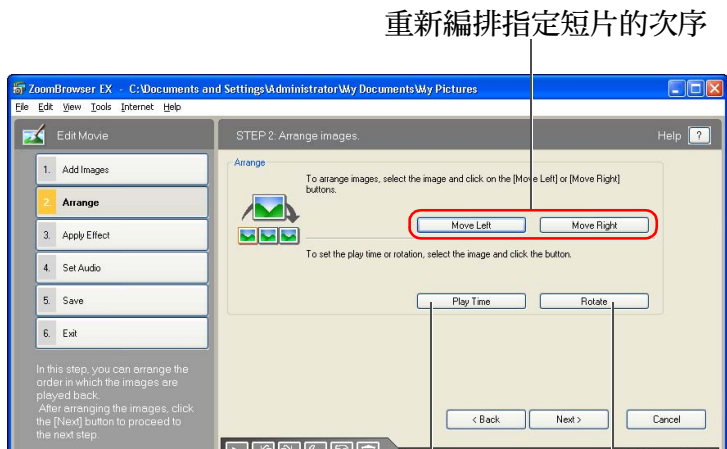 重新編排指定短片的次序
ZoomBrowser EX - C:\Documents and Settings\Administrator\My Documents\My Pictures
File Edit View Tools Internet Help
Edit Movie
STEP 2: Arrange images.
Help ?
1. Add Images
2. Arrange
3. Apply Effect
4. Set Audio
5. Save
6. Exit
In this step, you can arrange the
order in which the images are
played back.
After arranging the images, click
the [Next] button to proceed to
the next step.
Arrange
To arrange images, select the image and click on the [Move Left] or [Move Right]
buttons.
Move Left Move Right
To set the play time or rotation, select the image and click the button.
Play Time Rotate
< Back Next > Cancel